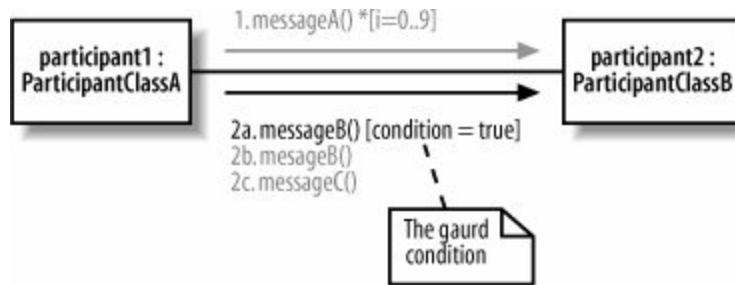 1. messageA() *[i=0..9]
participant1 :
ParticipantClassA
participant2 :
ParticipantClassB
2a. messageB() [condition = true]
2b. mesageB()
2c. messageC()
The gaurd
condition